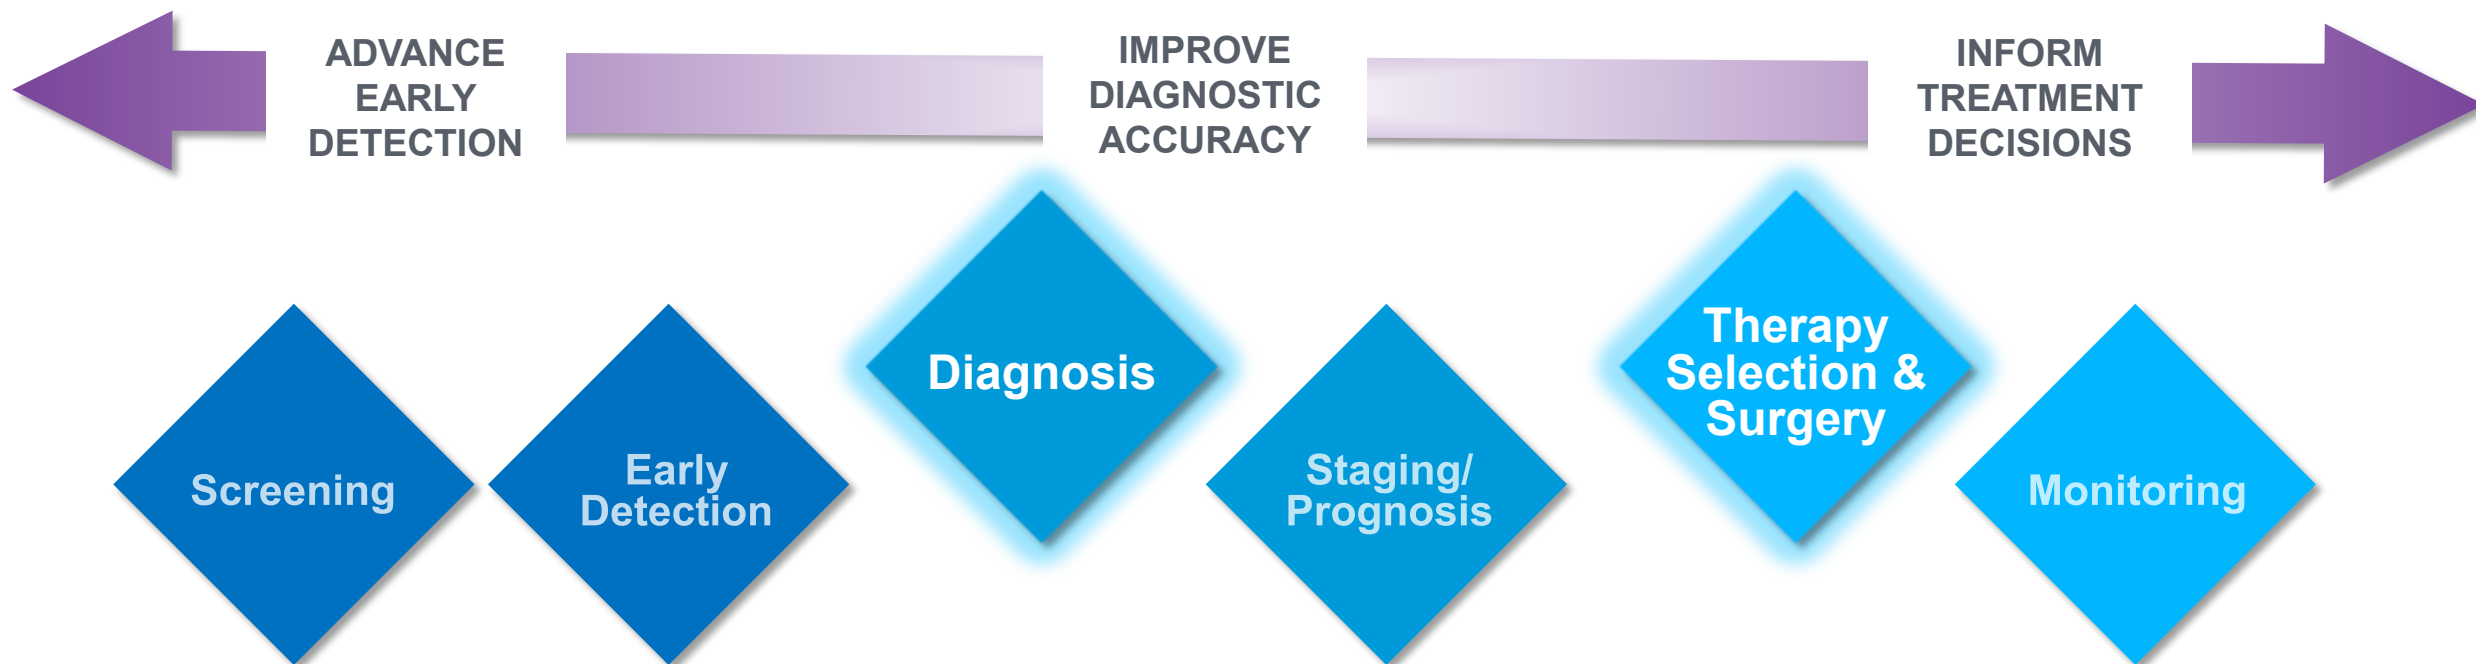 ADVANCE
EARLY
DETECTION
IMPROVE
DIAGNOSTIC
ACCURACY
INFORM
TREATMENT
DECISIONS
Screening
Early
Detection
Diagnosis
Staging/
Prognosis
Therapy
Selection &
Surgery
Monitoring